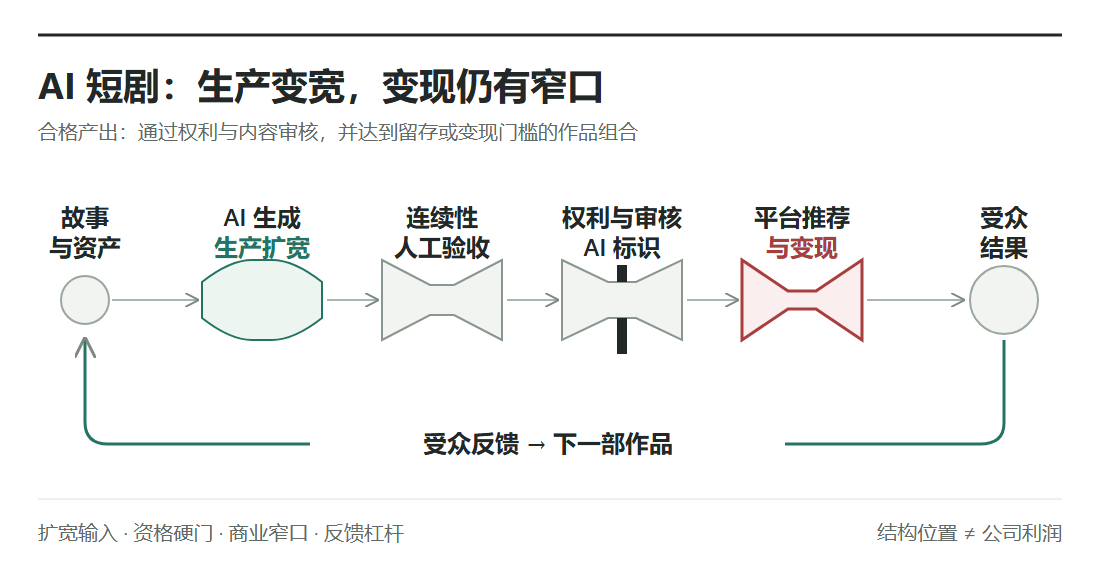 AI 短剧：生产变宽，变现仍有窄口
合格产出：通过权利与内容审核，并达到留存或变现门槛的作品组合
故事
与资产
AI 生成
生产扩宽
连续性
人工验收
权利与审核
AI 标识
平台推荐
与变现
受众
结果
受众反馈 → 下一部作品
扩宽输入 · 资格硬门 · 商业窄口 · 反馈杠杆
结构位置 ≠ 公司利润